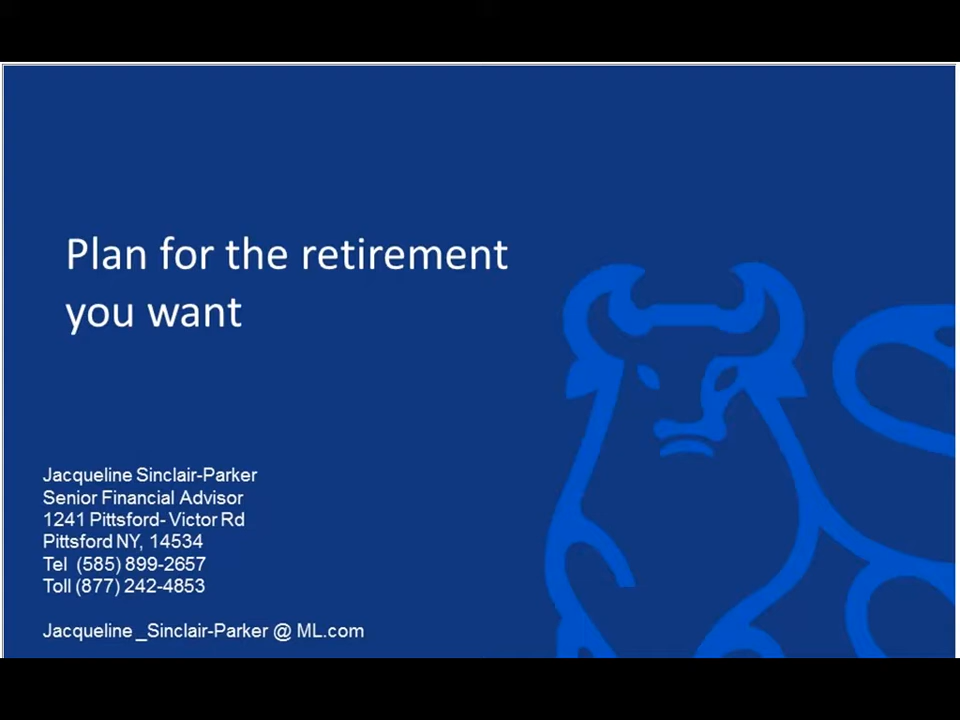 Plan for the retirement
you want
Jacqueline Sinclair-Parker
Senior Financial Advisor
1241 Pittsford- Victor Rd
Pittsford NY, 14534
Tel  (585) 899-2657
Toll (877) 242-4853
Jacqueline _Sinclair-Parker @ ML.com